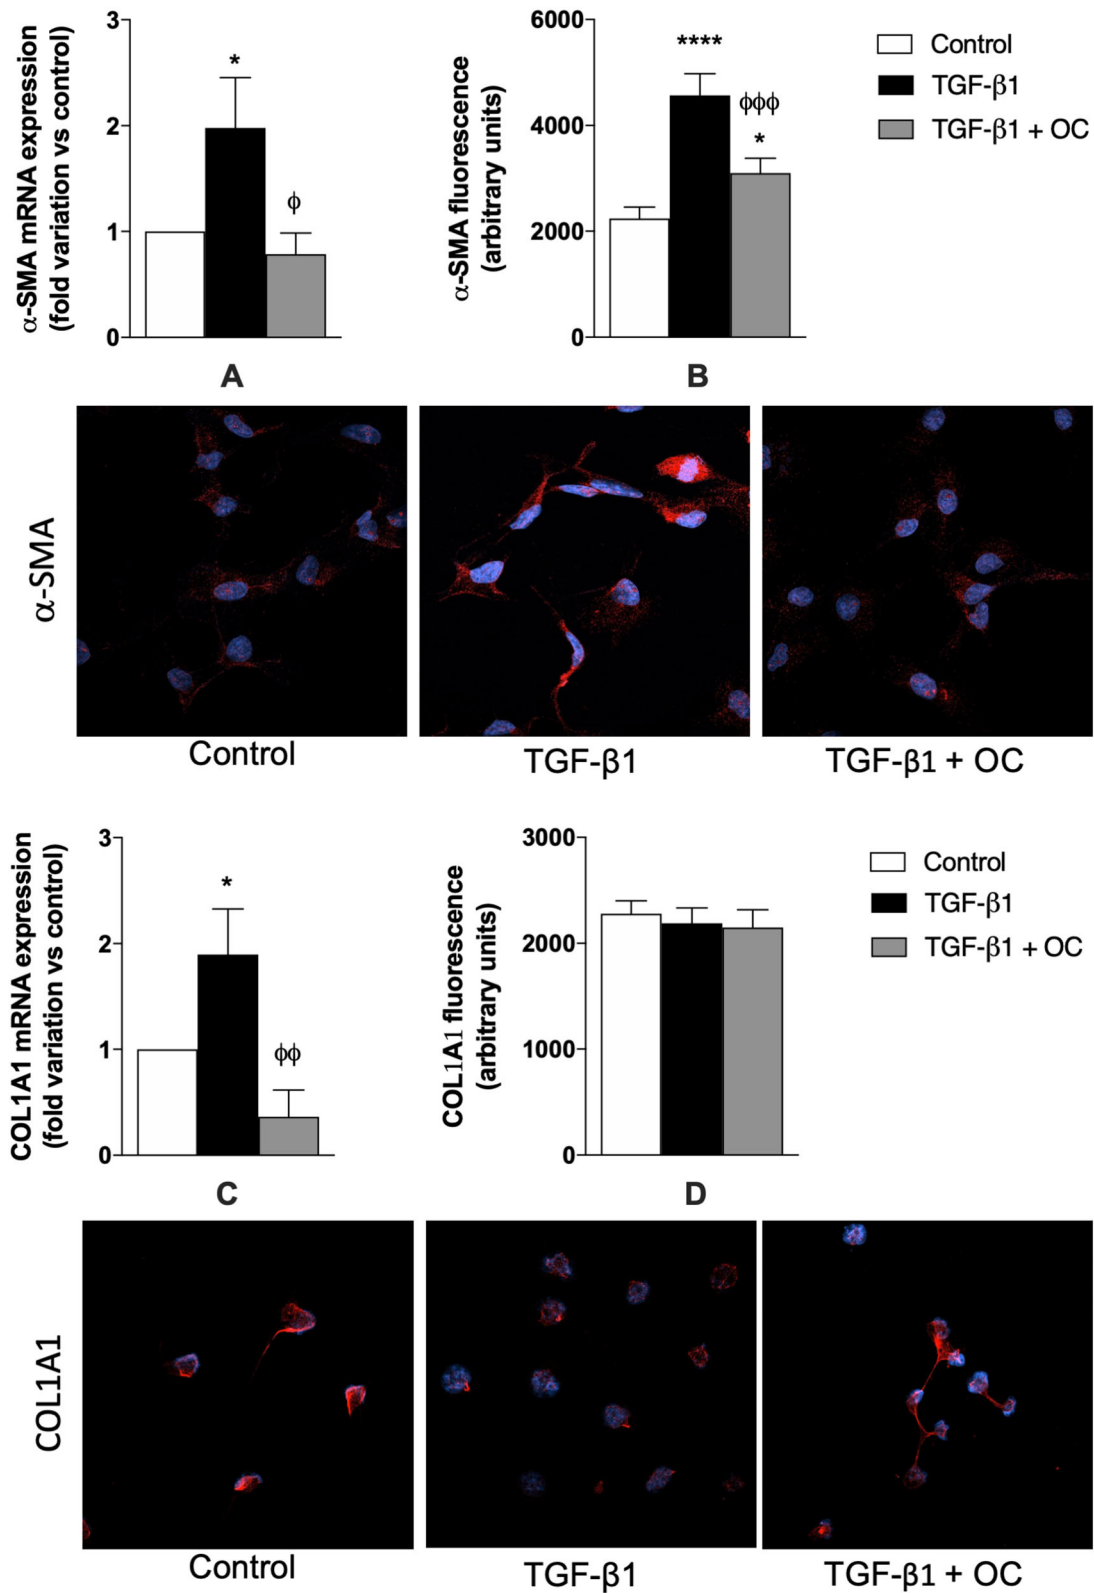 α-SMA mRNA expression
(fold variation vs control)
3
2
1
0
*
ϕ
A
α-SMA fluorescence
(arbitrary units)
6000
4000
2000
0
****
ϕϕϕ
*
B
Control
TGF-β1
TGF-β1 + OC
α-SMA
Control
TGF-β1
TGF-β1 + OC
COL1A1 mRNA expression
(fold variation vs control)
3
2
1
0
*
ϕϕ
C
COL1A1 fluorescence
(arbitrary units)
3000
2000
1000
0
D
Control
TGF-β1
TGF-β1 + OC
COL1A1
Control
TGF-β1
TGF-β1 + OC